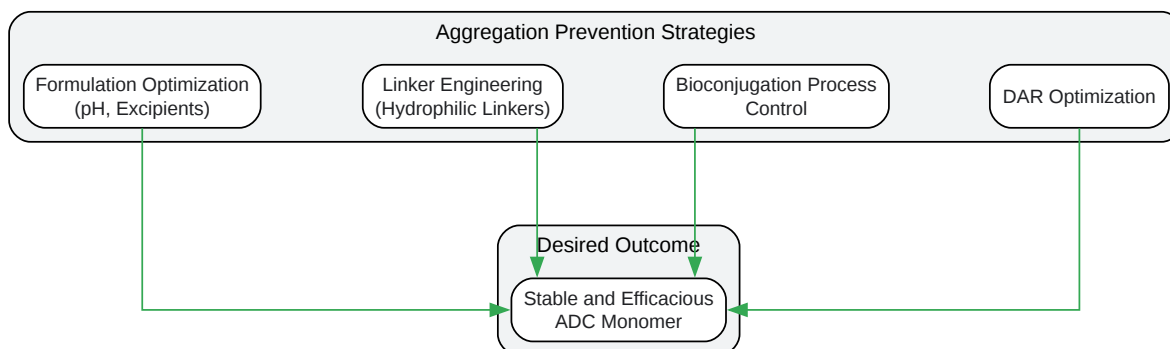 Aggregation Prevention Strategies
Formulation Optimization
(pH, Excipients)
Linker Engineering
(Hydrophilic Linkers)
Bioconjugation Process
Control
DAR Optimization
Desired Outcome
Stable and Efficacious
ADC Monomer